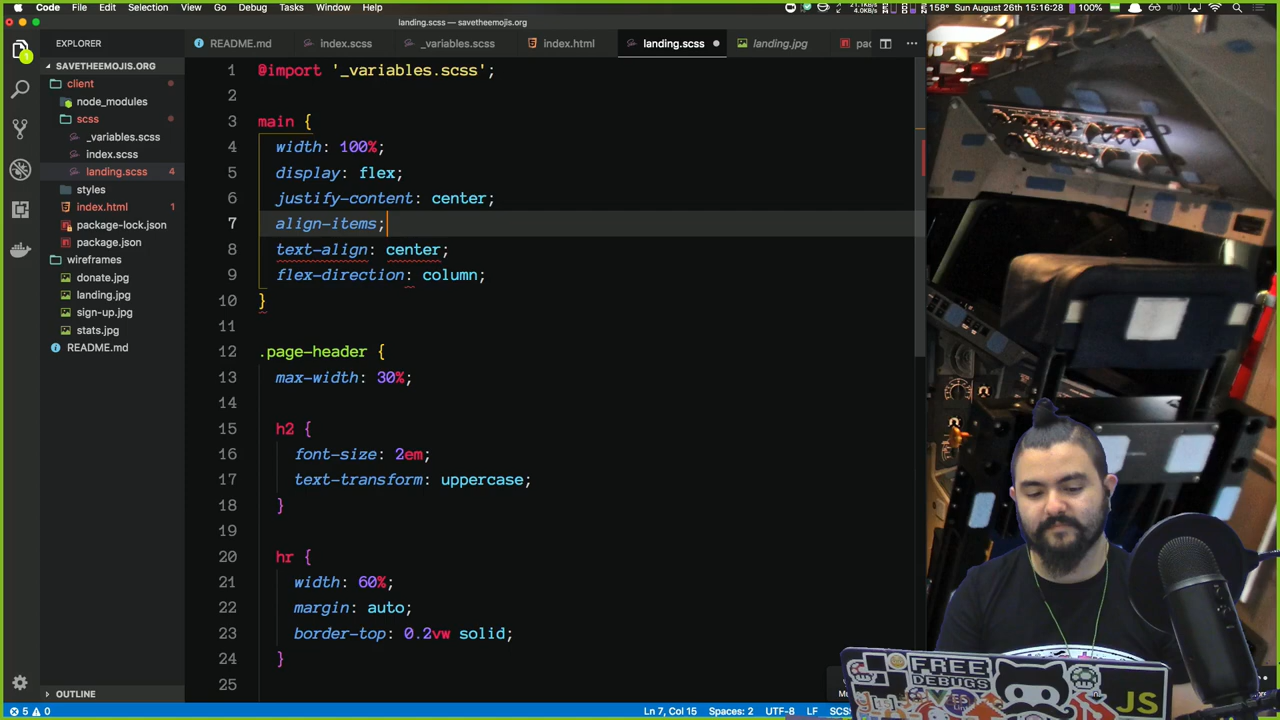 Code File Edit Selection View Go Debug Tasks Window Help
158° Sun August 26th 15:16:28 100%
landing.scss — savetheemojis.org
EXPLORER
README.md index.scss _variables.scss index.html landing.scss landing.jpg
SAVETHEEMOJIS.ORG
client
node_modules
scss
_variables.scss
index.scss
landing.scss 4
styles
index.html 1
package-lock.json
package.json
wireframes
donate.jpg
landing.jpg
sign-up.jpg
stats.jpg
README.md
OUTLINE
1 @import '_variables.scss';
2
3 main {
4 width: 100%;
5 display: flex;
6 justify-content: center;
7 align-items;
8 text-align: center;
9 flex-direction: column;
10 }
11
12 .page-header {
13 max-width: 30%;
14
15 h2 {
16 font-size: 2em;
17 text-transform: uppercase;
18 }
19
20 hr {
21 width: 60%;
22 margin: auto;
23 border-top: 0.2vw solid;
24 }
25
5 0
Ln 7, Col 15 Spaces: 2 UTF-8 LF
FREE
DEBUGS
JS